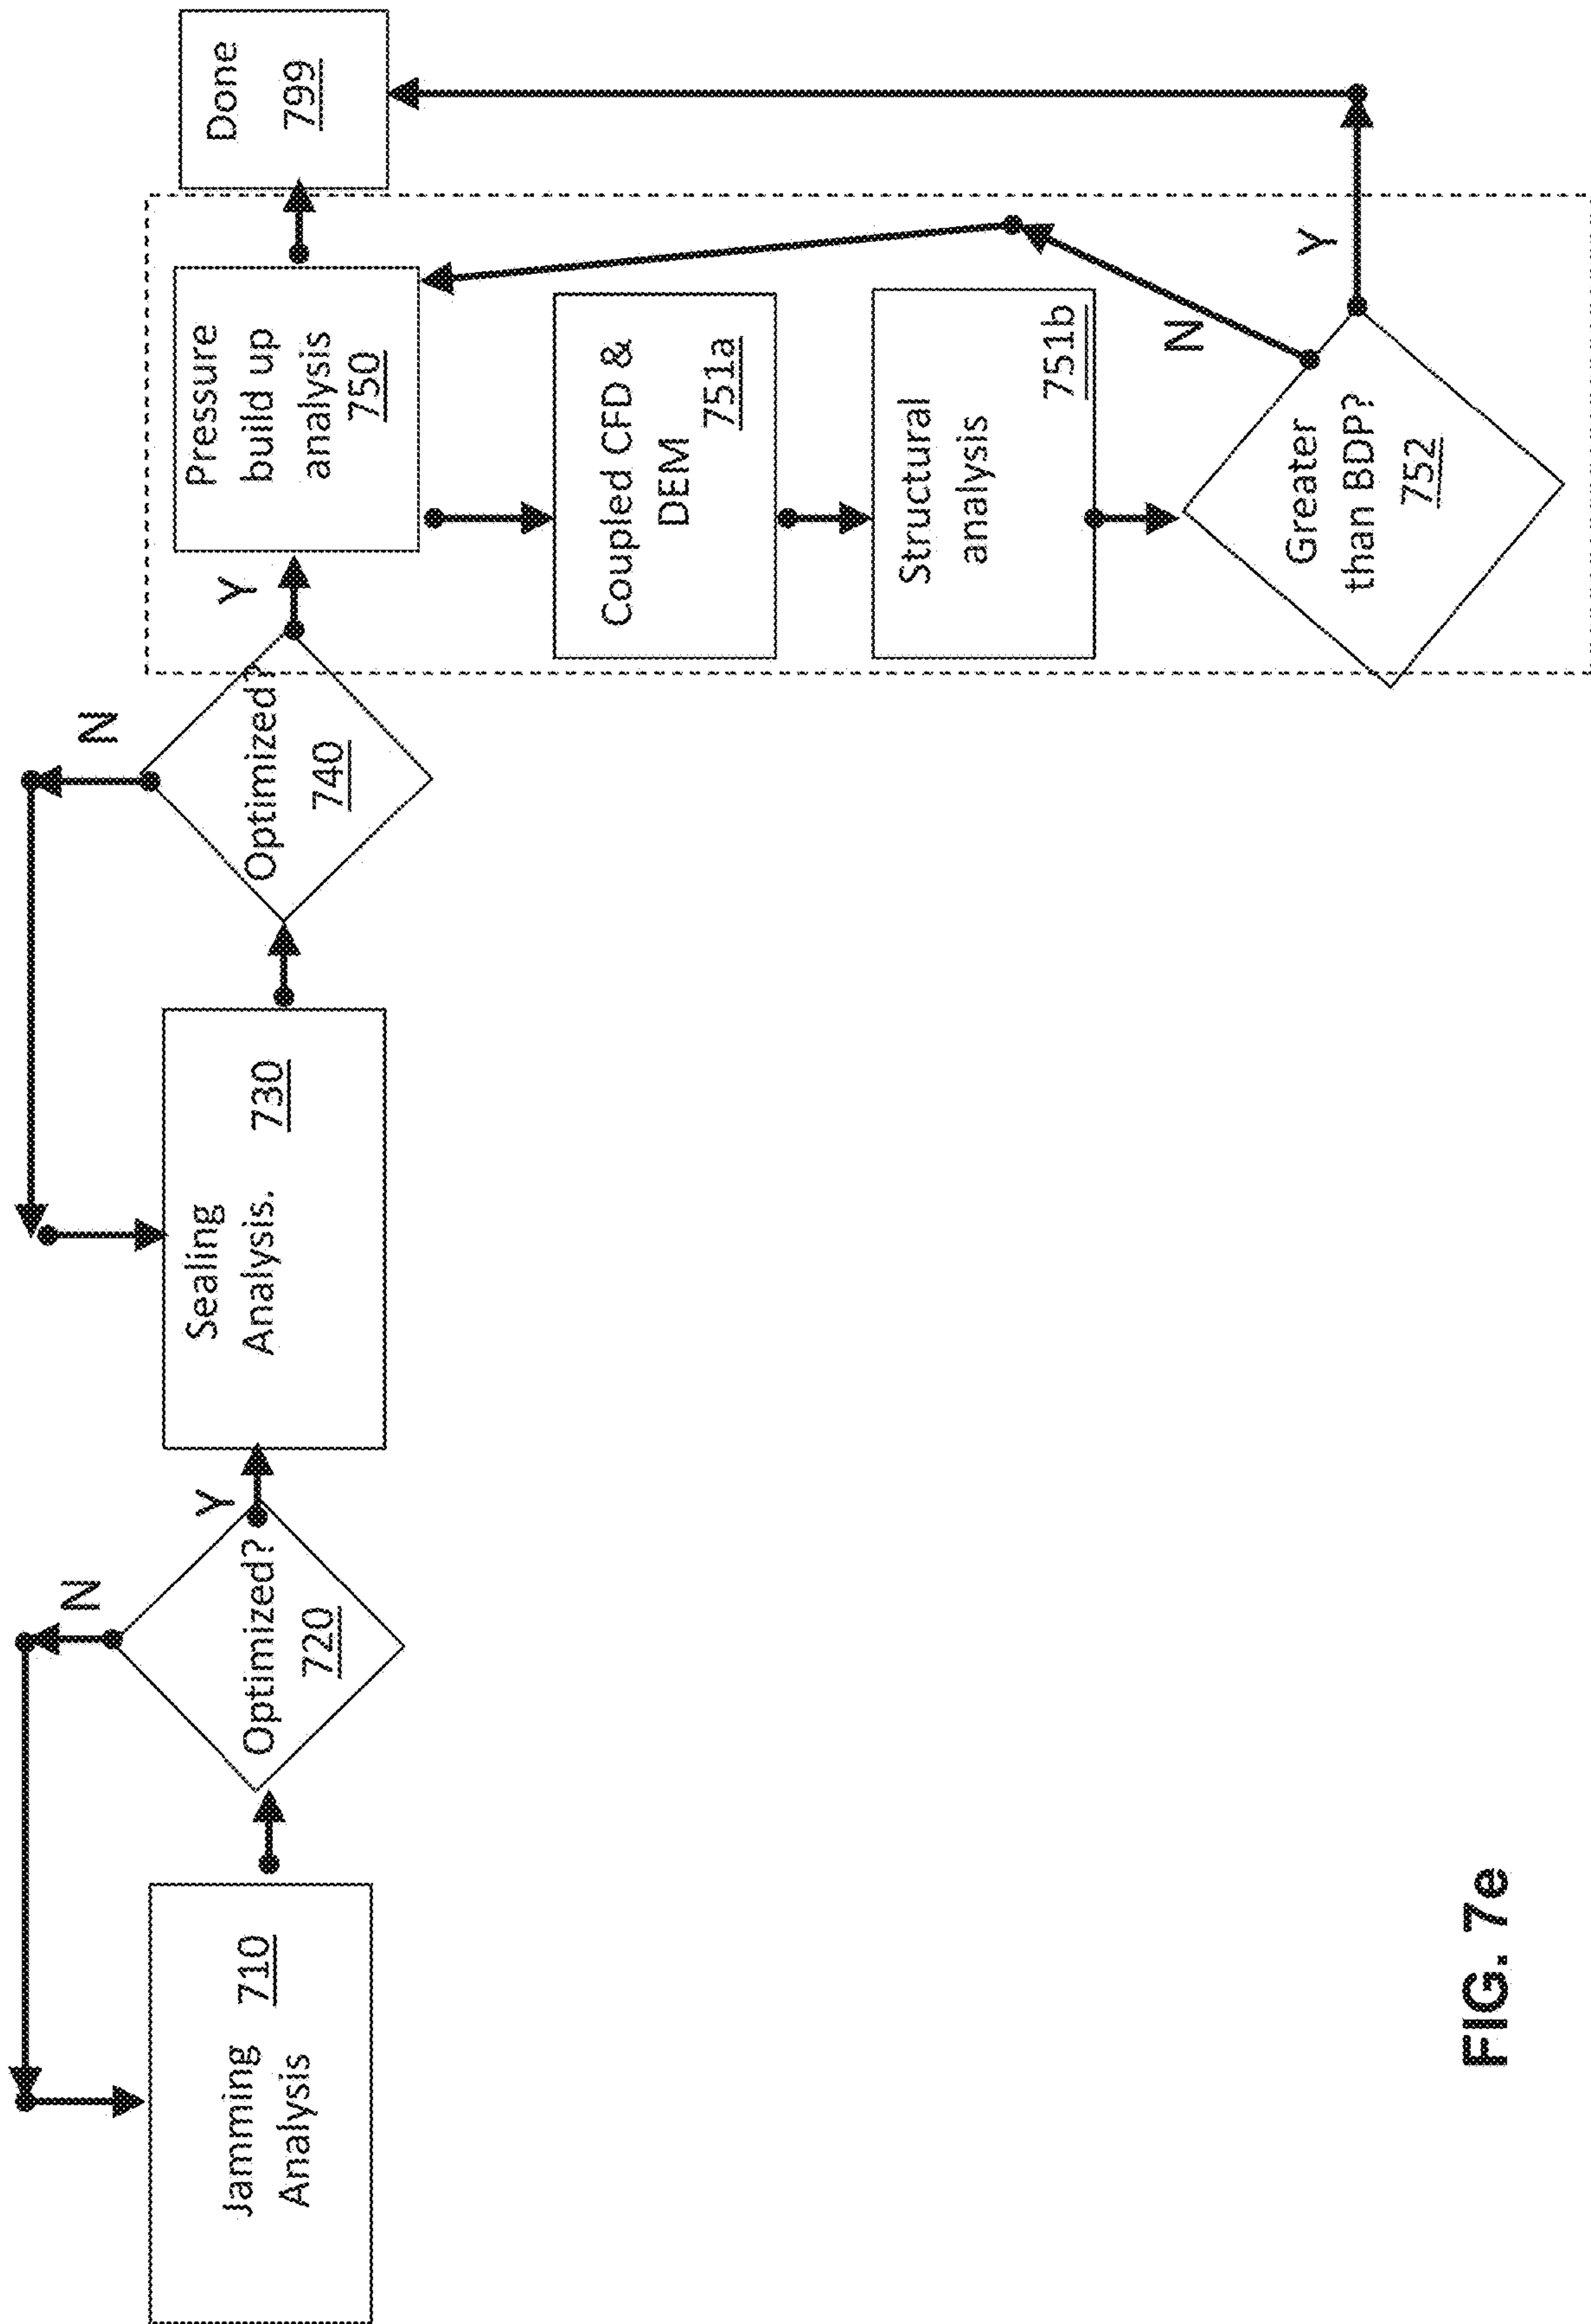 Jamming
710
Analysis
N
Optimized?
720
Y
Sealing
Analysis. 730
N
Optimized?
740
Y
Pressure
build up
analysis
750
Done
799
Coupled CFD &
DEM
751a
Structural
analysis
751b
N
Y
Greater
than BDP?
752
FIG. 7e